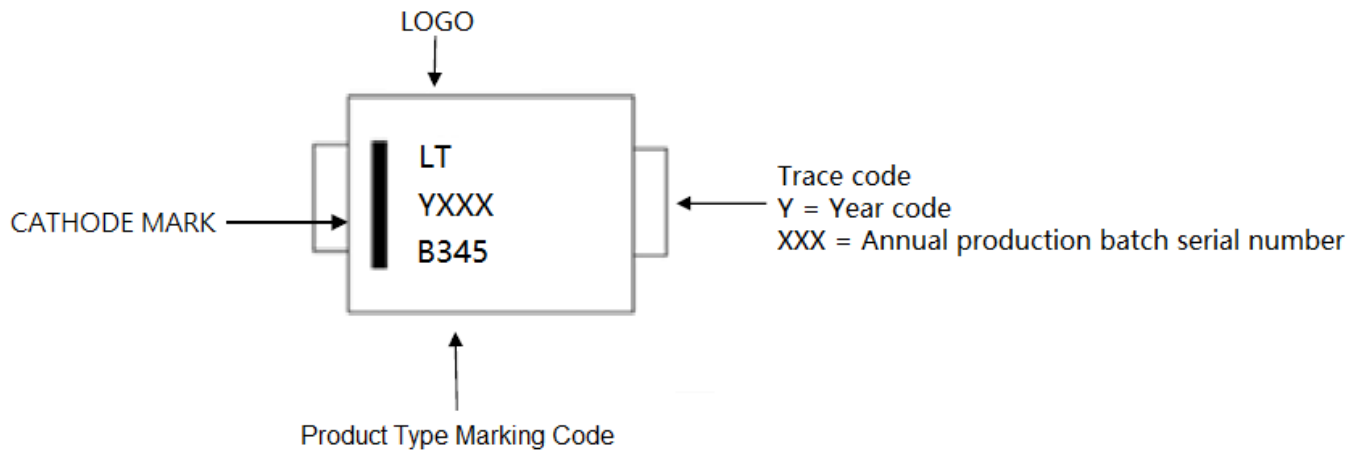 LOGO
LT
YXXX
B345
CATHODE MARK
Trace code
Y = Year code
XXX = Annual production batch serial number
Product Type Marking Code